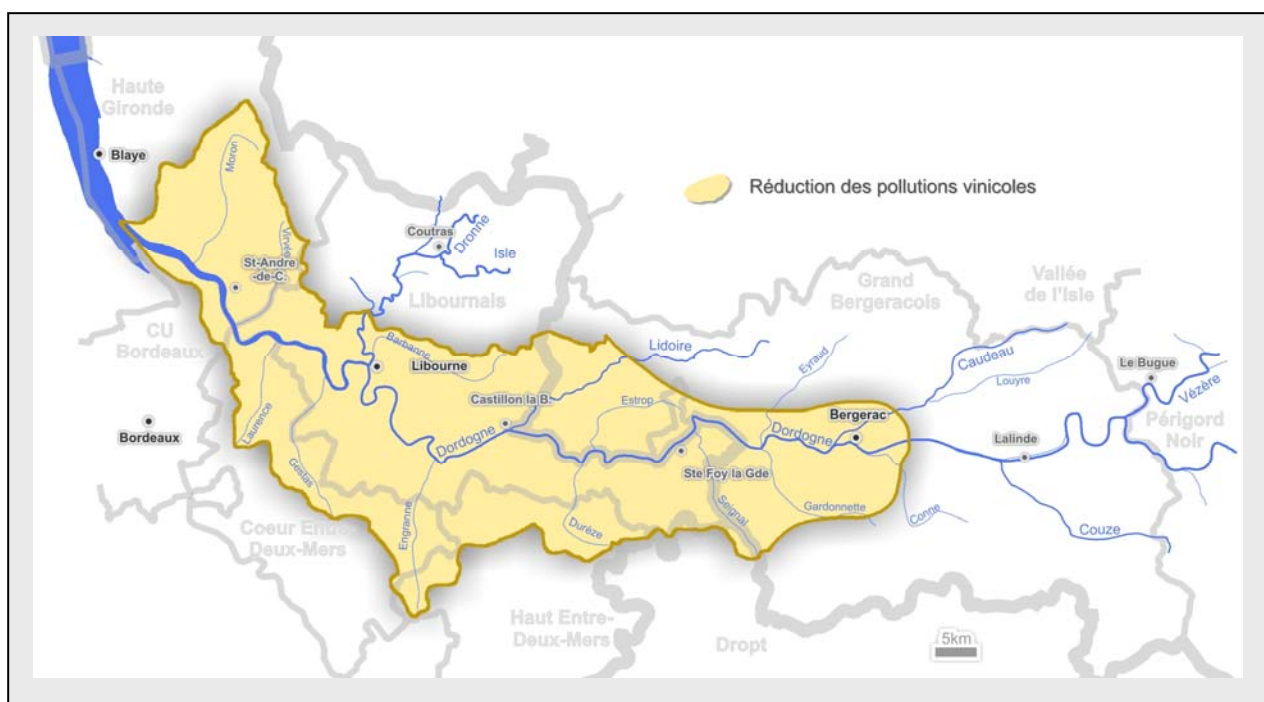 Haute
Gironde
Blaye
Moron
Réduction des pollutions vinicoles
Virvée
St-Andre
-de-C.
Coutras
Dronne
Isle
Libournais
CU
Bordeaux
Grand
Bergeracois
Vallée
de l'Isle
Barbanne
Libourne
Lidoire
Eyraud
Caudeau
Louyre
Le Bugue
Vézère
Castillon la B.
Estrop
Bergerac
Périgord
Noir
Bordeaux
Laurence
Dordogne
Dordogne
Lalinde
Gestas
Ste Foy la Gde
Engranne
Seignal
Gardonnette
Conne
Durèze
Couze
Coeur Entre
Deux-Mers
Haut Entre-
Deux-Mers
Dropt
5km